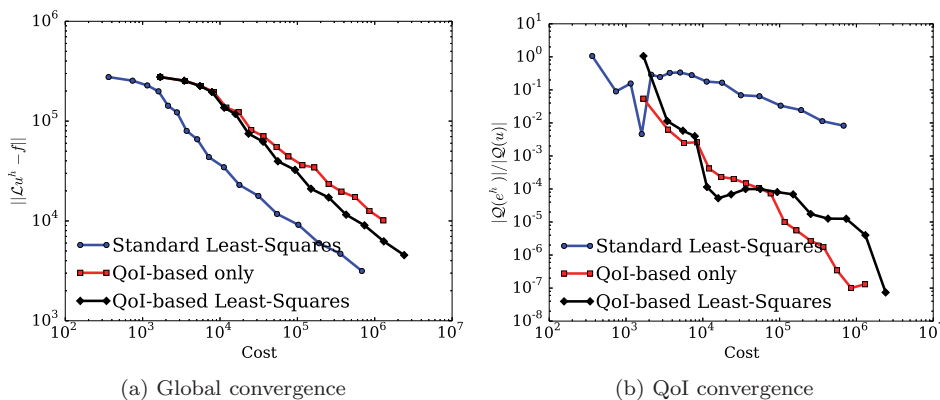 10^6
10^5
10^4
10^3
||ℒu^h − f||
Standard Least-Squares
QoI-based only
QoI-based Least-Squares
10^2 10^3 10^4 10^5 10^6 10^7
Cost
(a) Global convergence
10^1
10^0
10^-1
10^-2
10^-3
10^-4
10^-5
10^-6
10^-7
10^-8
|𝒬(e^h)|/|𝒬(u)|
Standard Least-Squares
QoI-based only
QoI-based Least-Squares
10^2 10^3 10^4 10^5 10^6 10^7
Cost
(b) QoI convergence